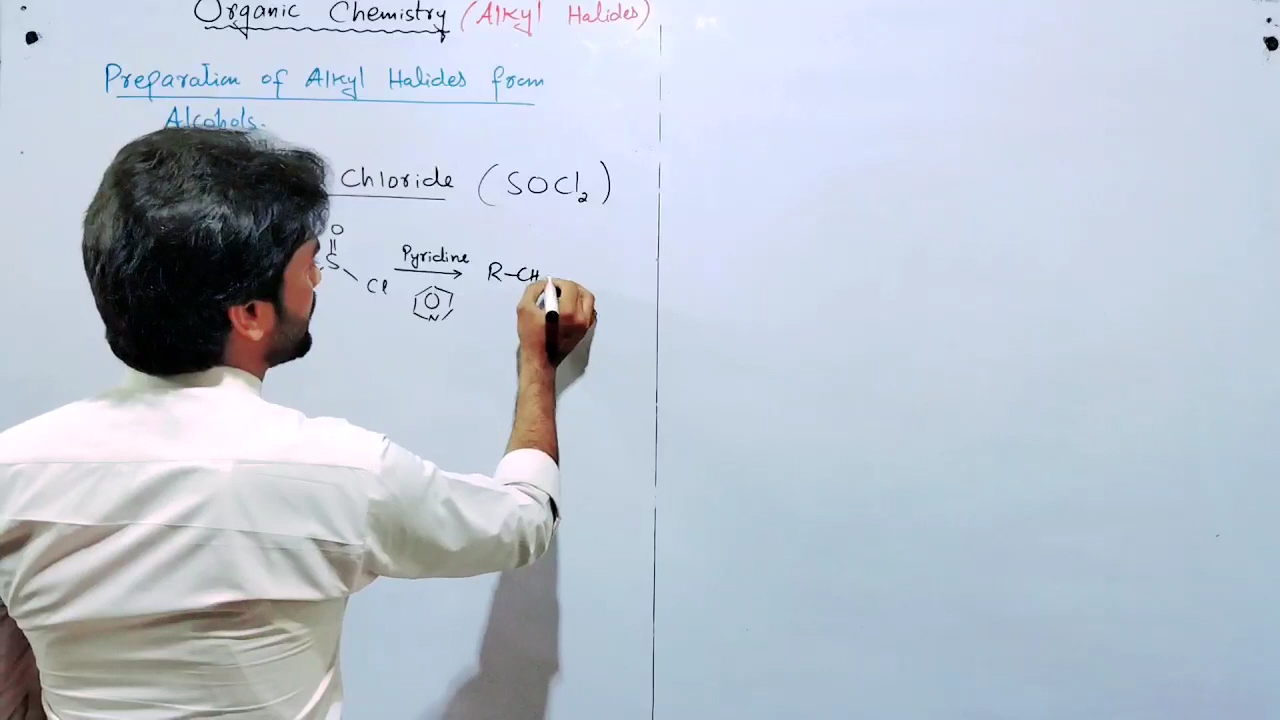 Organic Chemistry (Alkyl Halides)
Preparation of Alkyl Halides from
Alcohols.
Chloride (SOCl2)
O
S
Cl
Pyridine
N
R-CH